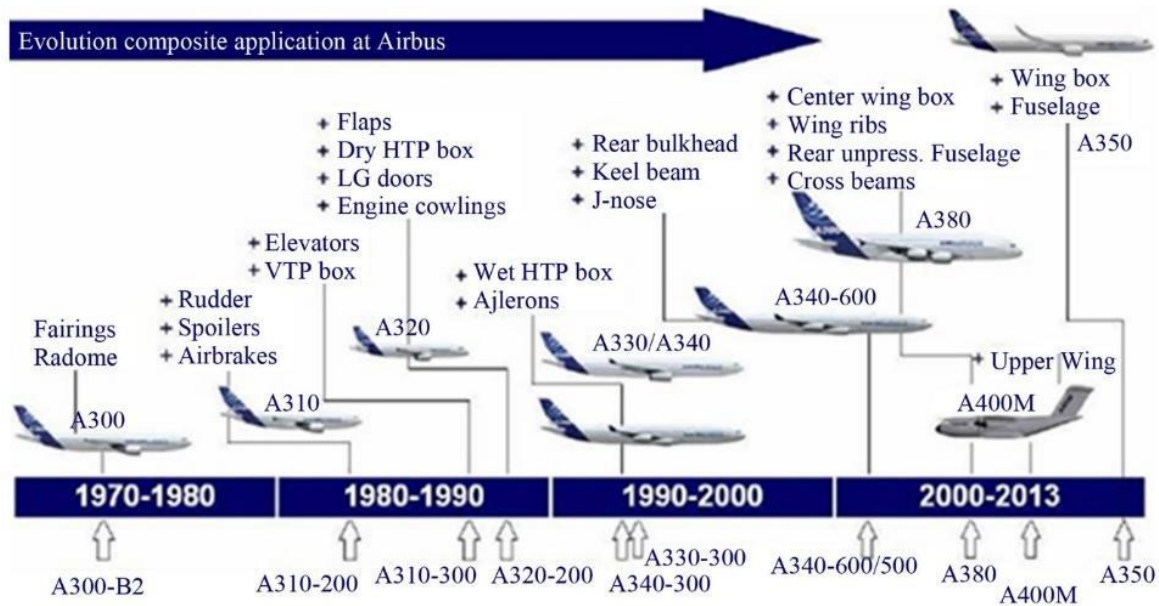 Evolution composite application at Airbus
+ Wing box
+ Fuselage
A350
+ Center wing box
+ Wing ribs
+ Rear unpress. Fuselage
+ Cross beams
A380
+ Flaps
+ Dry HTP box
+ LG doors
+ Engine cowlings
A320
+ Rear bulkhead
+ Keel beam
+ J-nose
A340-600
+ Elevators
+ VTP box
+ Wet HTP box
+ Ajlerons
A330/A340
+ Rudder
+ Spoilers
+ Airbrakes
A310
Fairings
Radome
A300
+ Upper Wing
A400M
1970-1980
1980-1990
1990-2000
2000-2013
A300-B2
A310-200
A310-300
A320-200
A330-300
A340-300
A340-600/500
A380
A400M
A350